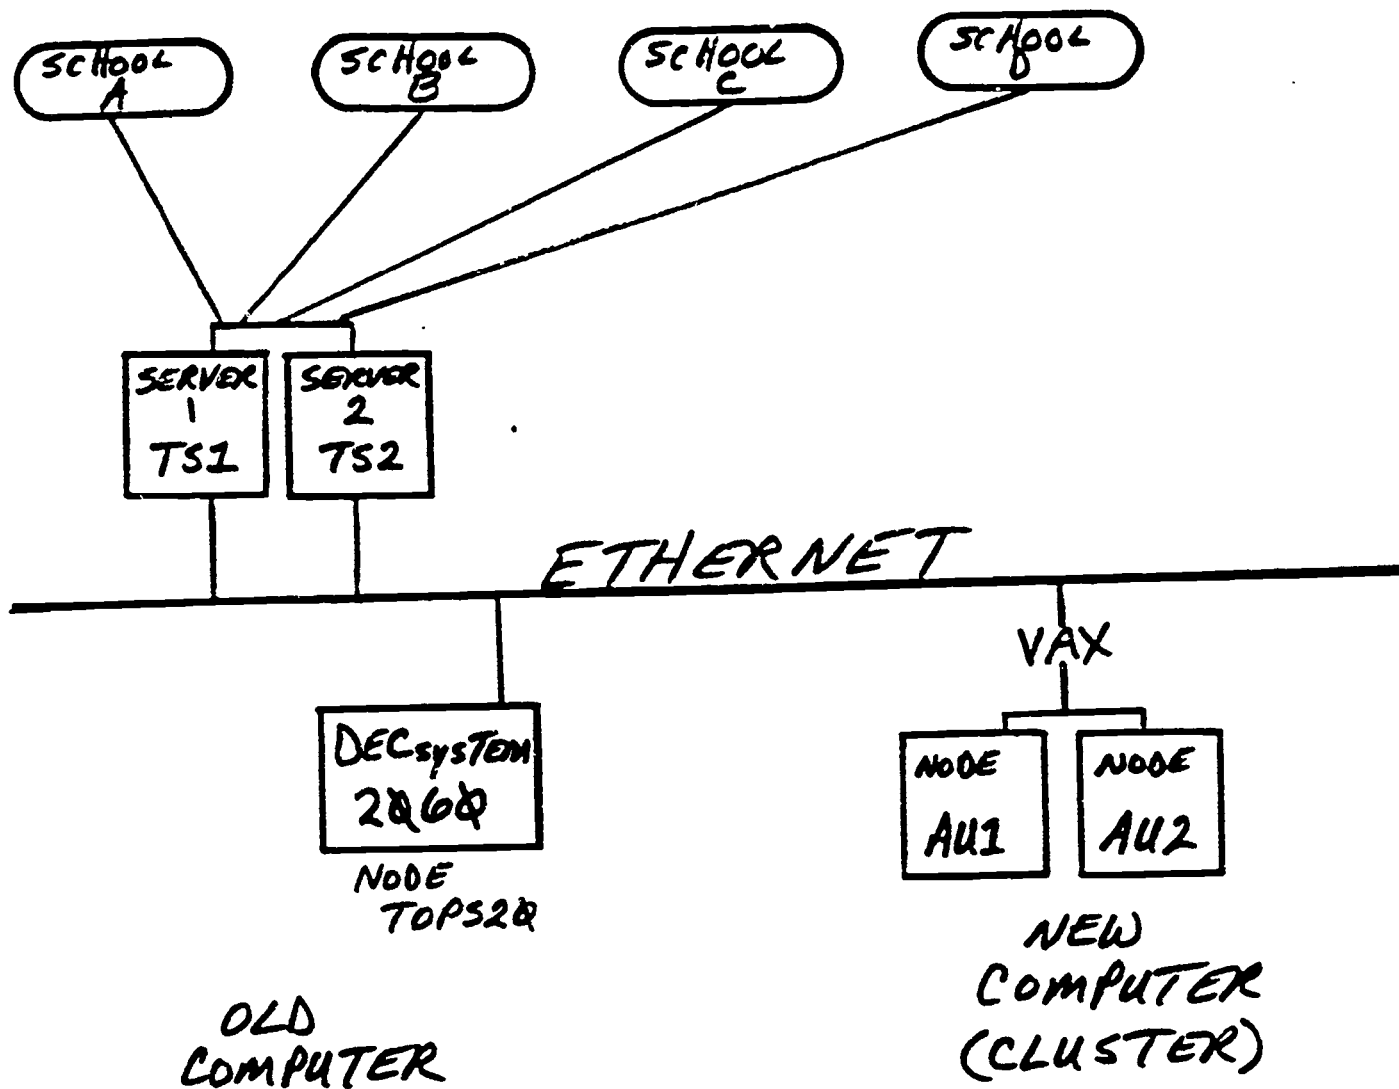 SCHOOL
A
SCHOOL
B
SCHOOL
C
SCHOOL
D
SERVER
1
TS1
SERVER
2
TS2
ETHERNET
VAX
DECSYSTEM
2060
NODE
TOPS20
NODE
AU1
NODE
AU2
OLD
COMPUTER
NEW
COMPUTER
(CLUSTER)